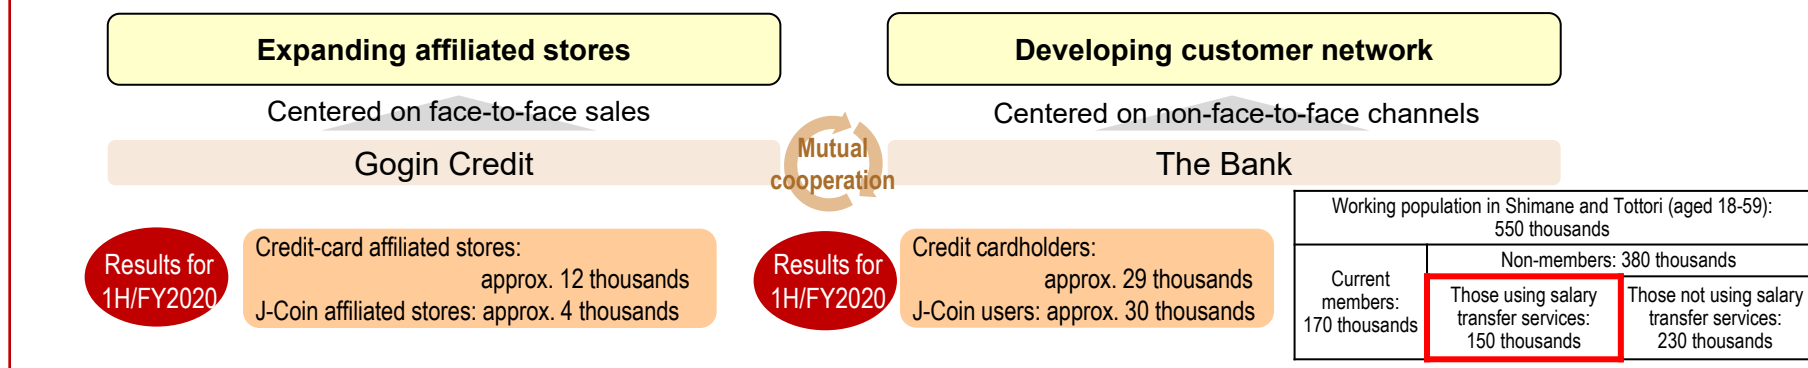 Expanding affiliated stores
Developing customer network
Centered on face-to-face sales
Centered on non-face-to-face channels
Gogin Credit
Mutual
cooperation
The Bank
Results for
1H/FY2020
Credit-card affiliated stores:
approx. 12 thousands
J-Coin affiliated stores: approx. 4 thousands
Results for
1H/FY2020
Credit cardholders:
approx. 29 thousands
J-Coin users: approx. 30 thousands
Working population in Shimane and Tottori (aged 18-59):
550 thousands
Current
members:
170 thousands
Non-members: 380 thousands
Those using salary
transfer services:
150 thousands
Those not using salary
transfer services:
230 thousands